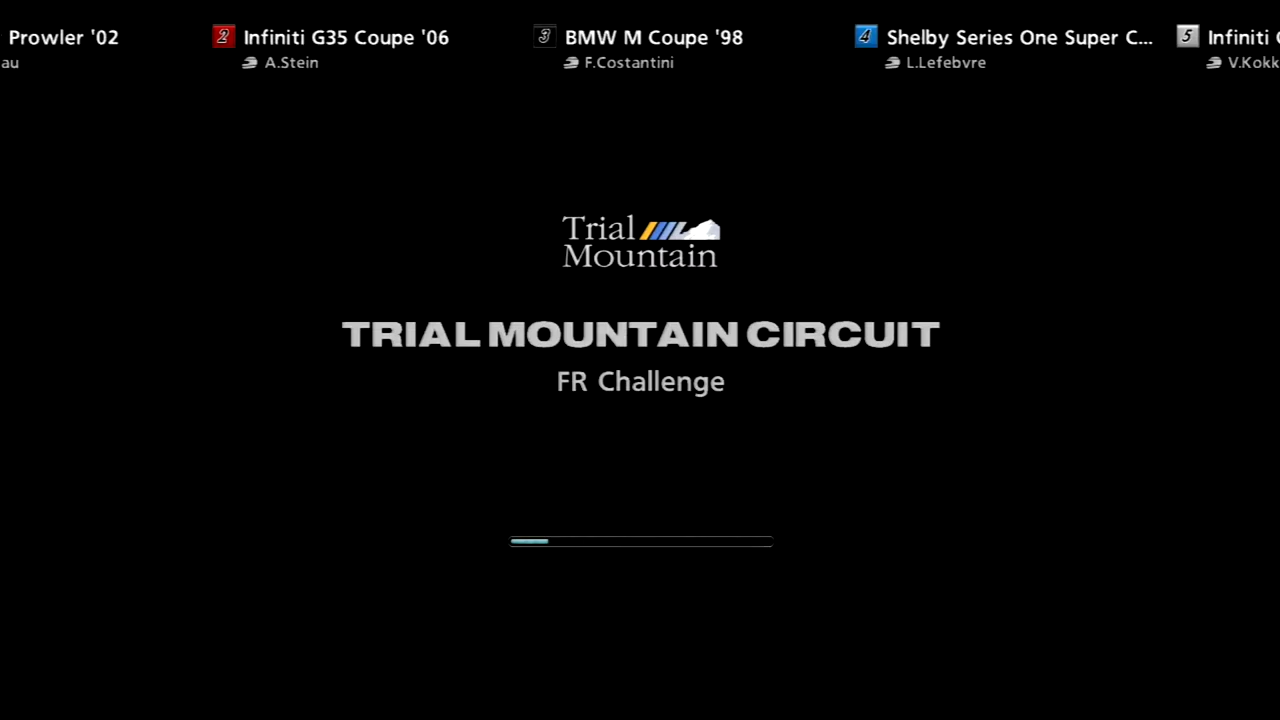 Prowler '02
au
2 Infiniti G35 Coupe '06
A.Stein
3 BMW M Coupe '98
F.Costantini
4 Shelby Series One Super C...
L.Lefebvre
5 Infiniti
V.Kokk
Trial
Mountain
TRIAL MOUNTAIN CIRCUIT
FR Challenge